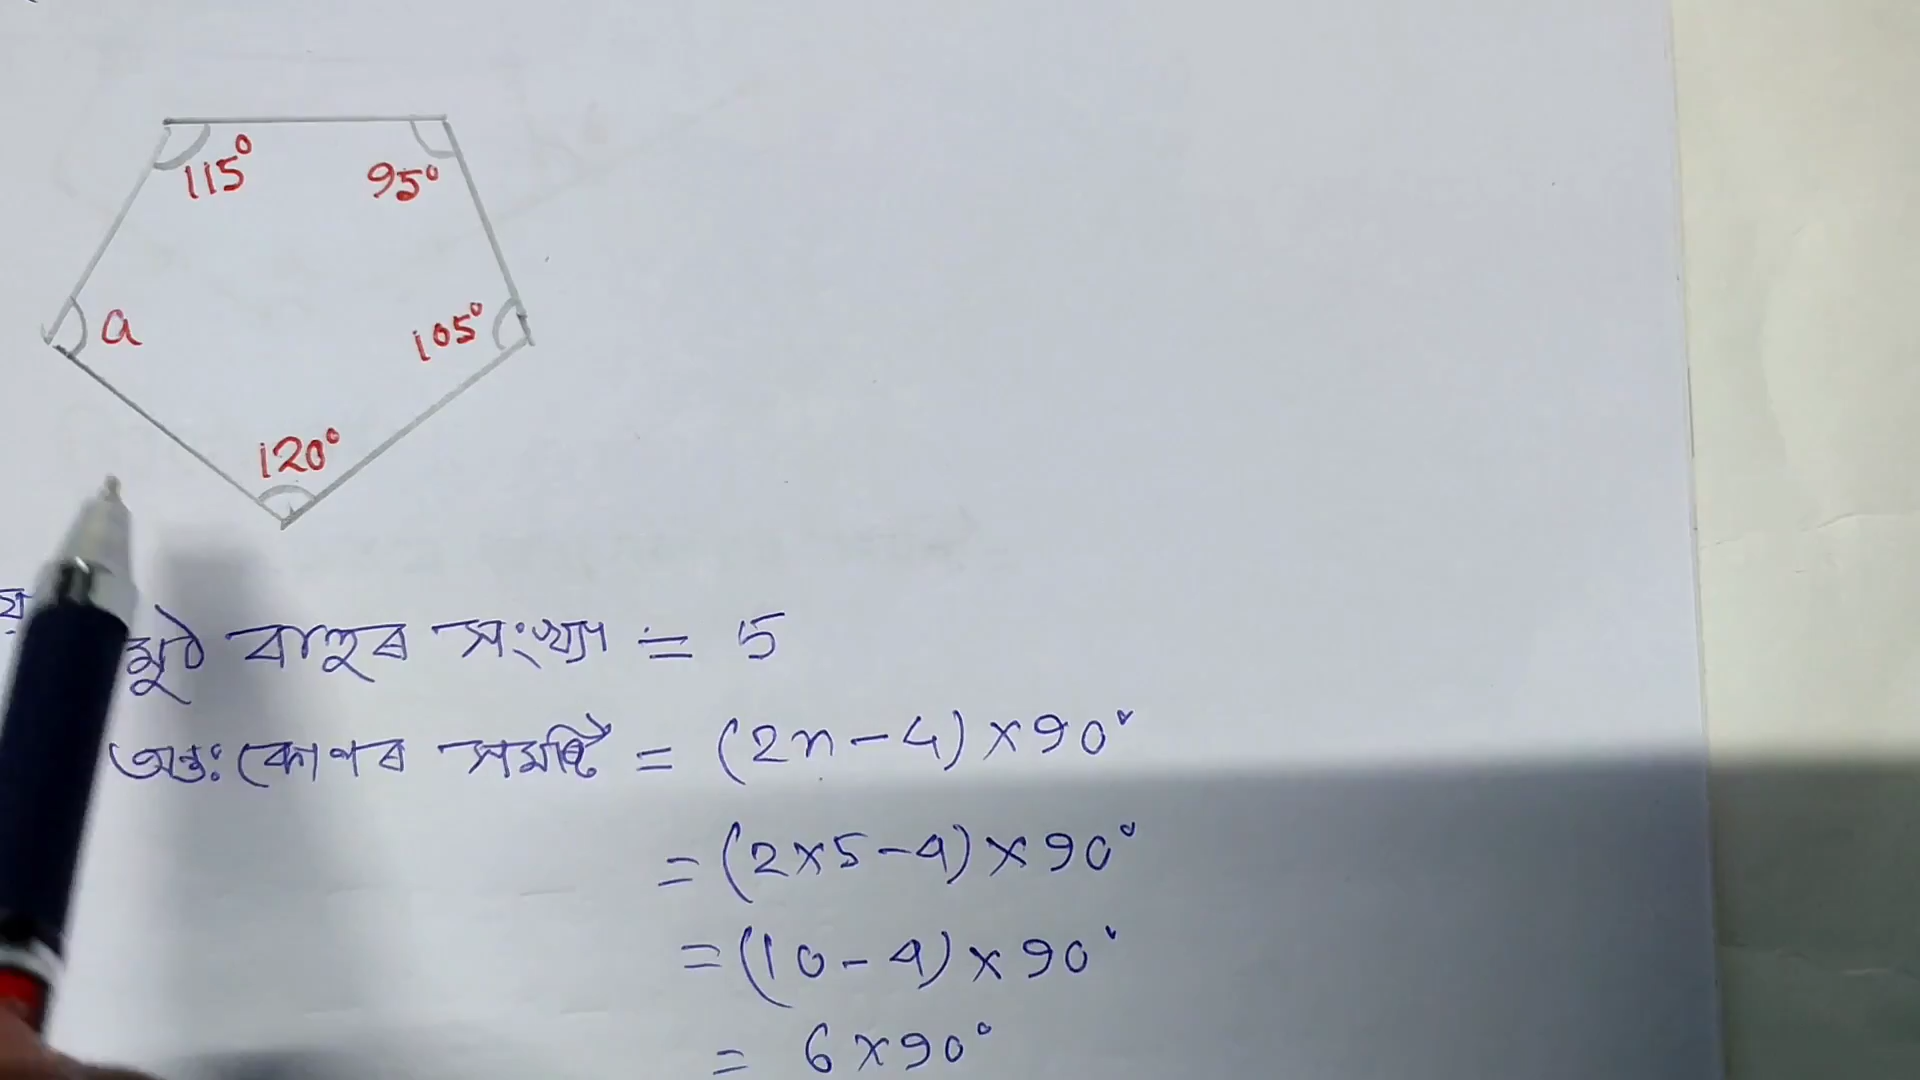 115° 95°
a 105°
120°
মুঠ বাহুৰ সংখ্যা = 5
অন্তঃকোণৰ সমষ্টি = (2n-4)×90°
= (2×5-4)×90°
= (10-4)×90°
= 6×90°